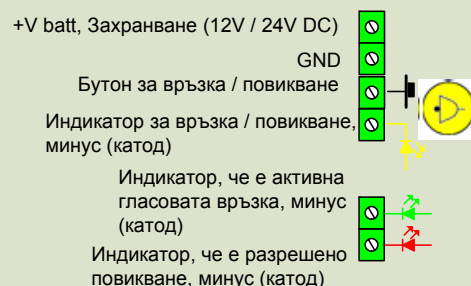 +V batt, Захранване (12V / 24V DC)
GND
Бутон за връзка / повикване
Индикатор за връзка / повикване,
минус (катод)
Индикатор, че е активна
гласовата връзка, минус
(катод)
Индикатор, че е разрешено
повикване, минус (катод)